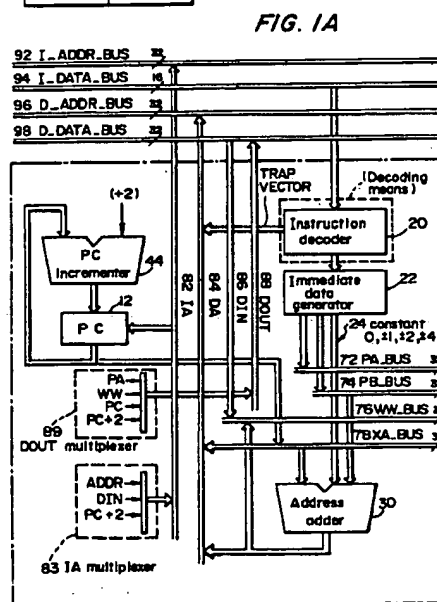 FIG. 1A
92 I_ADDR_BUS 32
94 I_DATA_BUS 16
96 D_ADDR_BUS 32
98 D_DATA_BUS 32
(+2)
TRAP
VECTOR
(Decoding
means)
Instruction
decoder
20
PC
Incrementer
44
12
PC
82 IA
84 DA
86 DIN
88 DOUT
Immediate
data
generator
22
24 constant
0, ±1, ±2, ±4
72 PA_BUS
74 PB_BUS
76 WW_BUS
78 XA_BUS
PA
WW
PC
PC+2
89
DOUT multiplexer
ADDR
DIN
PC+2
83 IA multiplexer
Address
adder
30